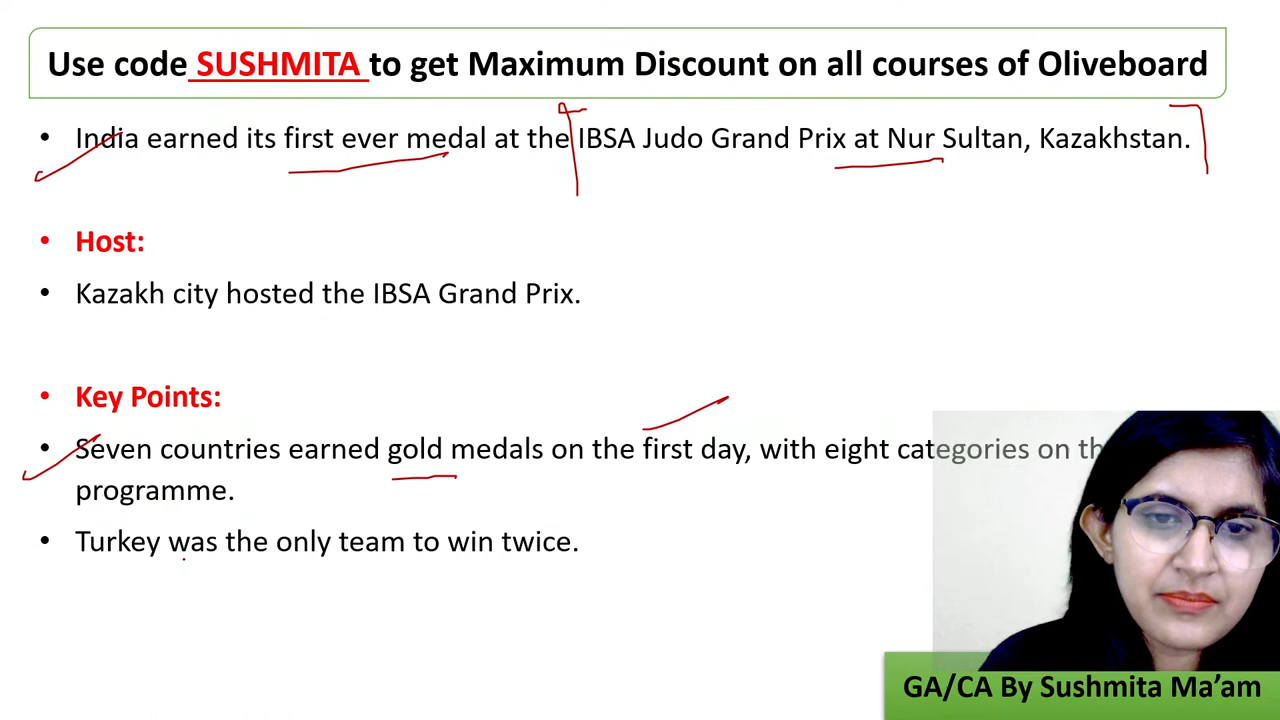 Use code SUSHMITA to get Maximum Discount on all courses of Oliveboard
• India earned its first ever medal at the IBSA Judo Grand Prix at Nur Sultan, Kazakhstan.
• Host:
• Kazakh city hosted the IBSA Grand Prix.
• Key Points:
• Seven countries earned gold medals on the first day, with eight categories on
programme.
• Turkey was the only team to win twice.
GA/CA By Sushmita Ma’am